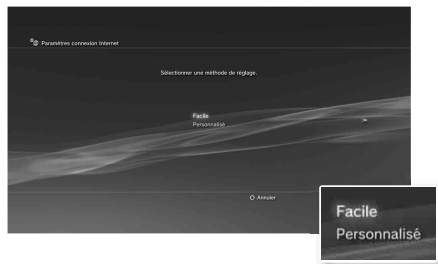 Paramètres connexion Internet
Sélectionner une méthode de réglage.
Facile
Personnalisé
Annuler
Facile
Personnalisé